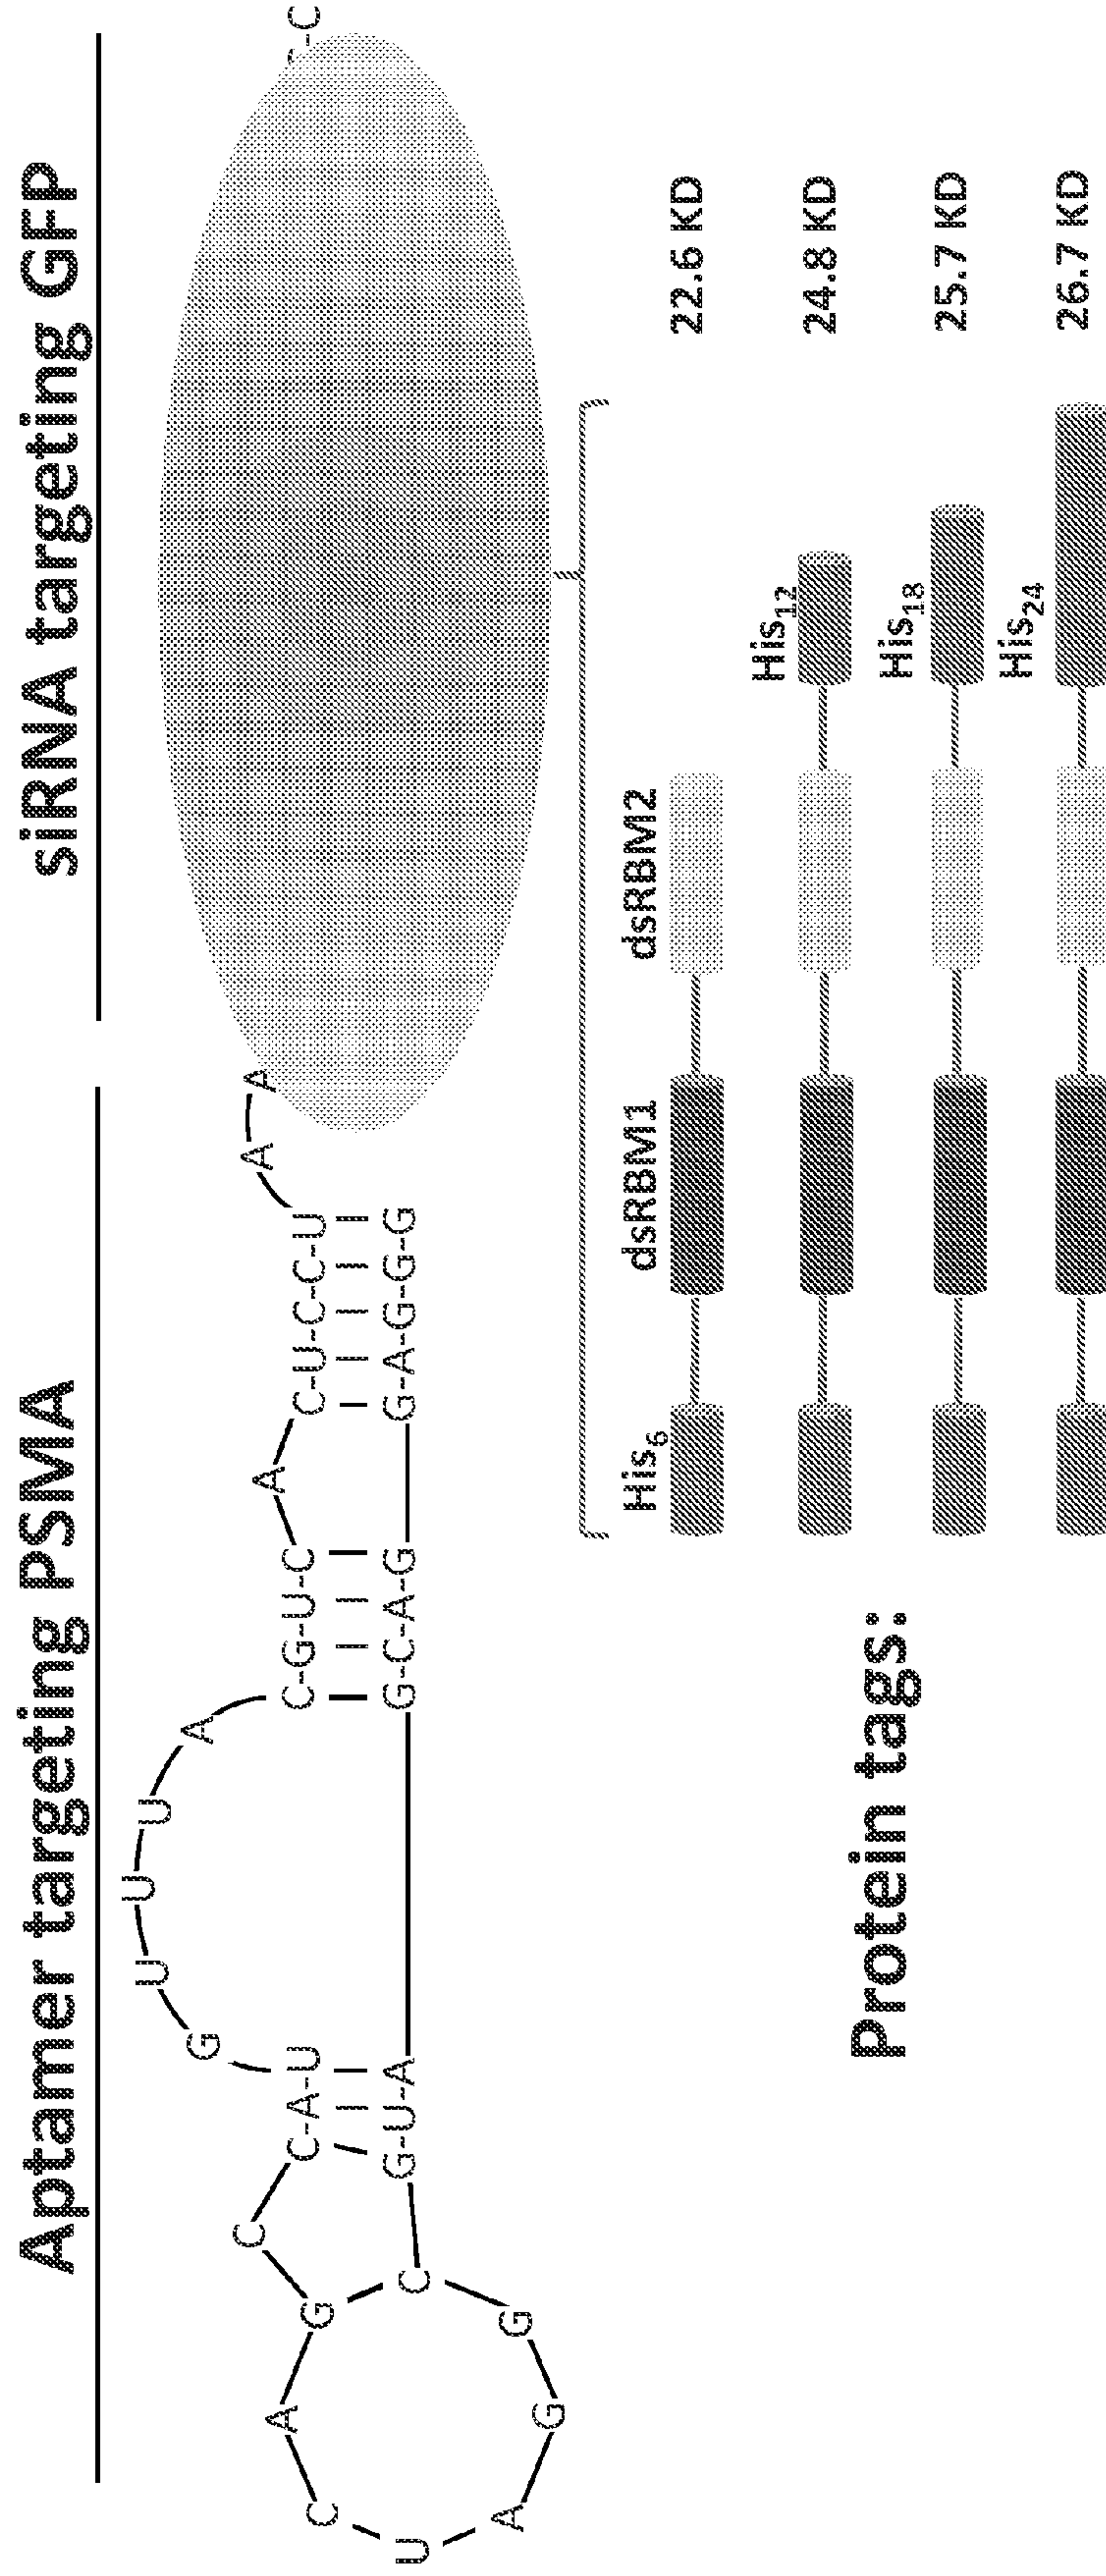 Aptamer targeting PSMA
siRNA targeting GFP
G U U U A
U C A G C C-A-U C-G-U-C A C-U-C-C-U A A -C
A G G C G-U-A G-C-A-G G-A-G-G-G
Protein tags:
His6 dsRBM1 dsRBM2 22.6 KD
His12 24.8 KD
His18 25.7 KD
His24 26.7 KD